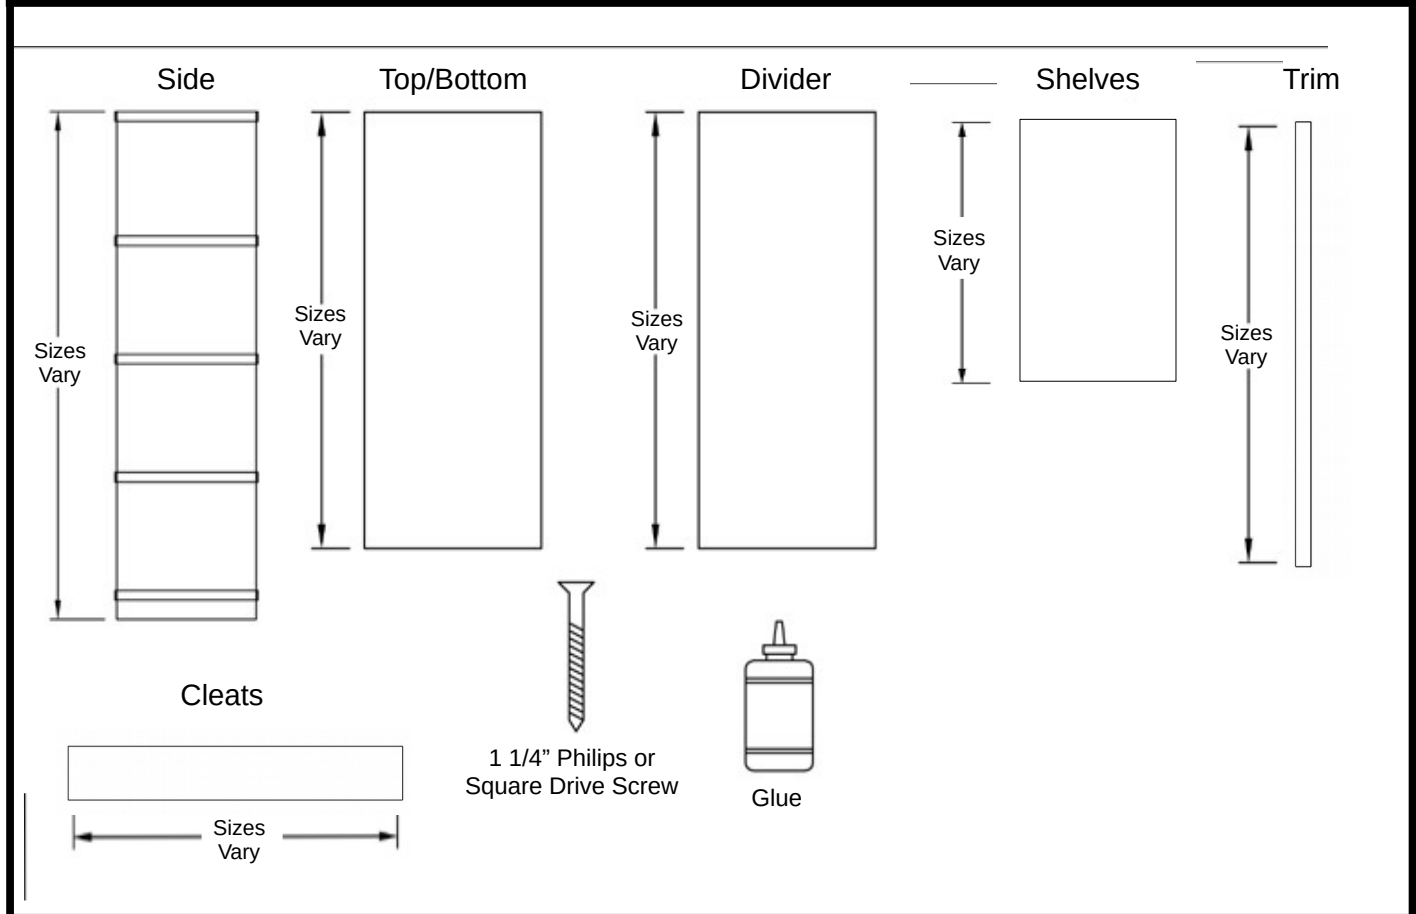 Side
Top/Bottom
Divider
Shelves
Trim
Sizes
Vary
Sizes
Vary
Sizes
Vary
Sizes
Vary
Sizes
Vary
Cleats
Sizes
Vary
1 1/4” Philips or
Square Drive Screw
Glue